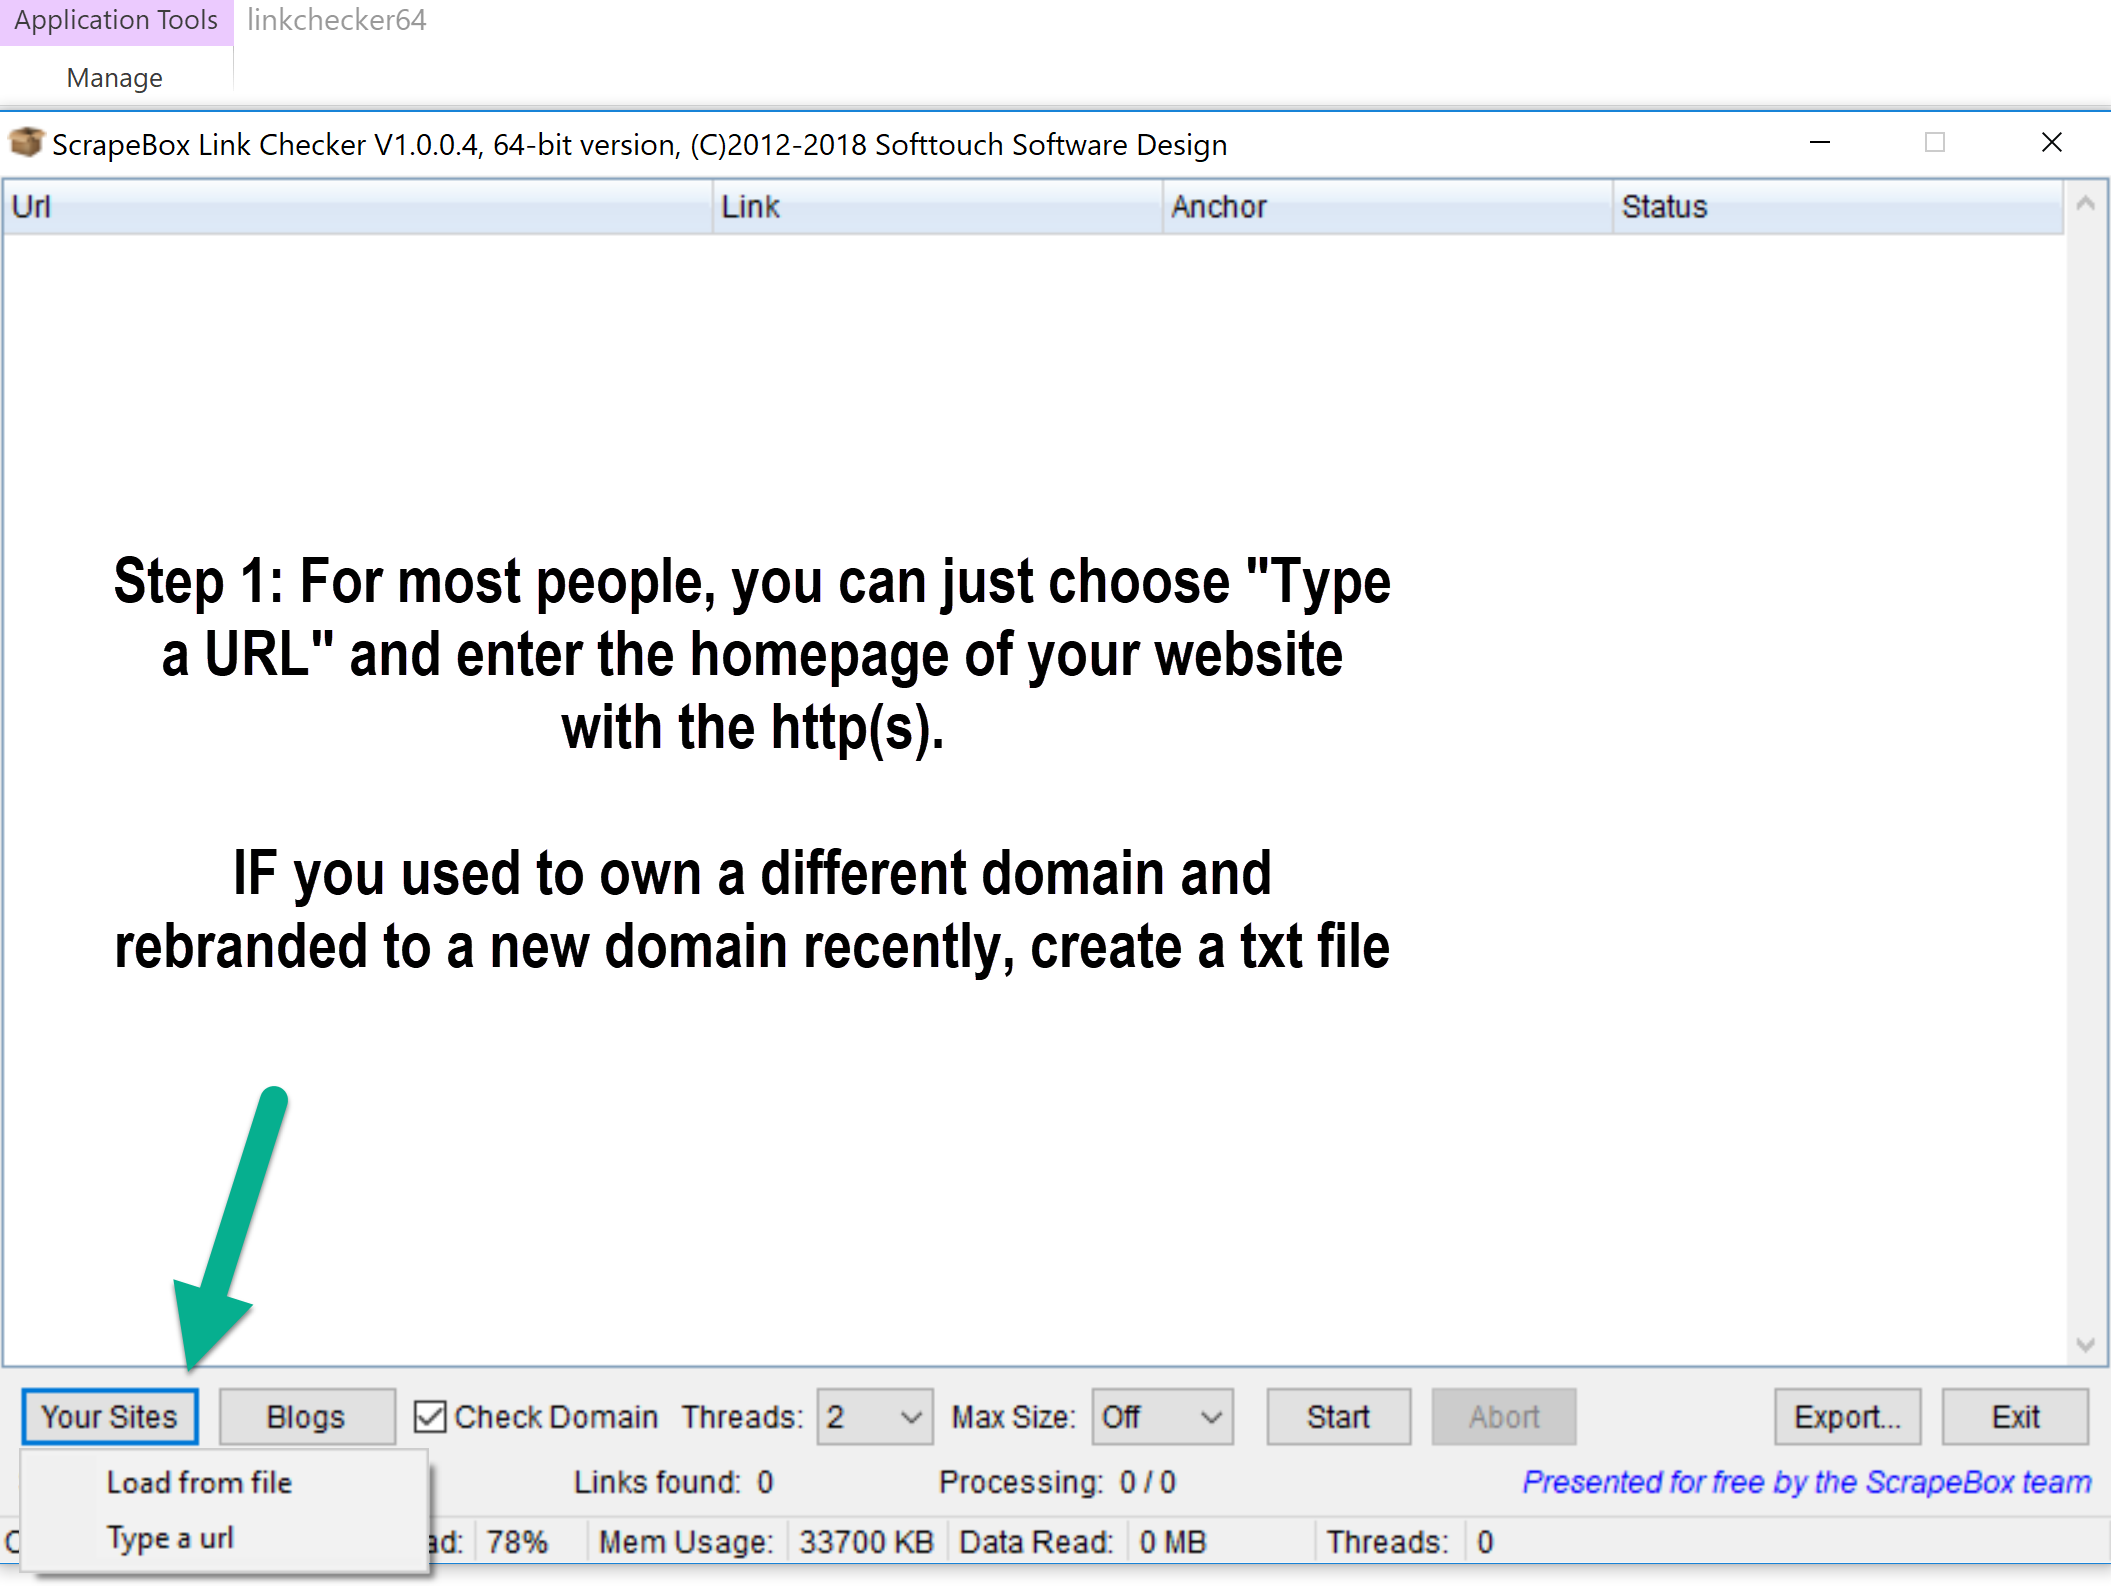 Application Tools linkchecker64
Manage
ScrapeBox Link Checker V1.0.0.4, 64-bit version, (C)2012-2018 Softtouch Software Design
Url Link Anchor Status
Step 1: For most people, you can just choose "Type
a URL" and enter the homepage of your website
with the http(s).
IF you used to own a different domain and
rebranded to a new domain recently, create a txt file
Your Sites Blogs Check Domain Threads: 2 Max Size: Off Start Abort Export... Exit
Load from file Links found: 0 Processing: 0 / 0 Presented for free by the ScrapeBox team
Type a url ad: 78% Mem Usage: 33700 KB Data Read: 0 MB Threads: 0